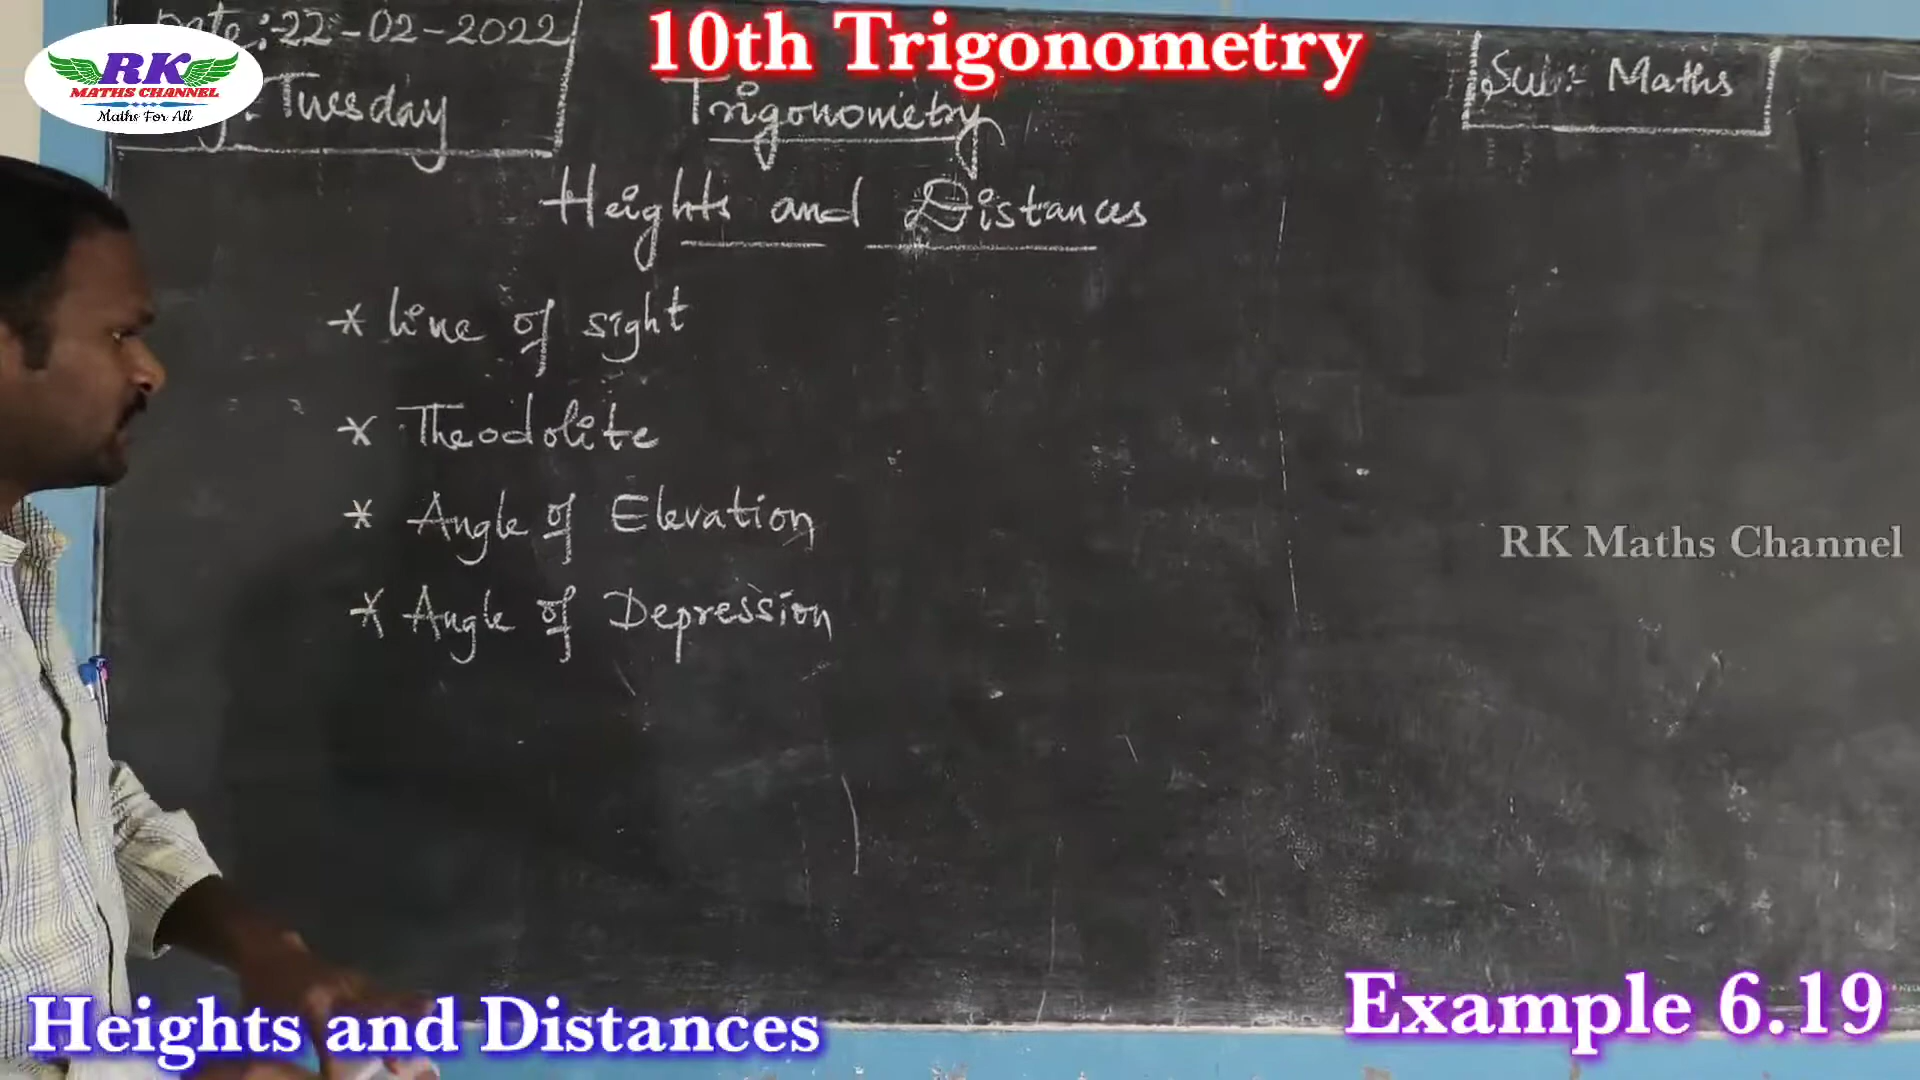 10th Trigonometry
Date:-22-02-2022
RK
MATHS CHANNEL
Maths For All
Tuesday
Trigonometry
Sub:- Maths
Heights and Distances
* line of sight
* Theodolite
* Angle of Elevation
RK Maths Channel
* Angle of Depression
Heights and Distances
Example 6.19